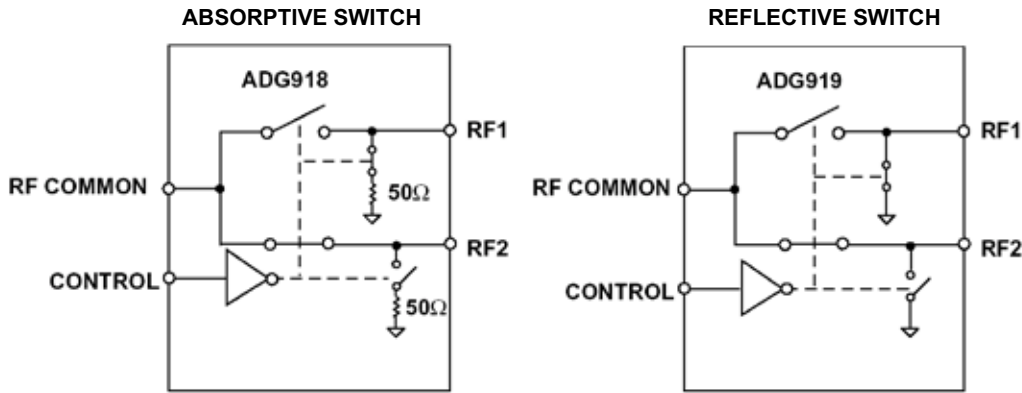 ABSORPTIVE SWITCH
ADG918
RF1
50Ω
RF COMMON
RF2
CONTROL
50Ω
REFLECTIVE SWITCH
ADG919
RF1
RF COMMON
RF2
CONTROL